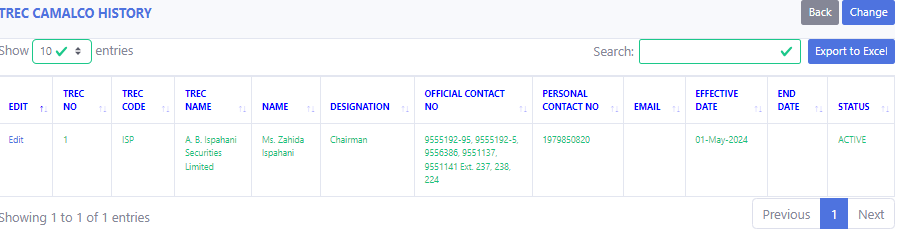 TREC CAMALCO HISTORY
Back Change
Show 10 entries
Search: Export to Excel
EDIT TREC NO TREC CODE TREC NAME NAME DESIGNATION OFFICIAL CONTACT NO PERSONAL CONTACT NO EMAIL EFFECTIVE DATE END DATE STATUS
Edit 1 ISP A. B. Ispahani Securities Limited Ms. Zahida Ispahani Chairman 9555192-95, 9555192-5, 9556386, 9551137, 9551141 Ext. 237, 238, 224 1979850820 01-May-2024 ACTIVE
Showing 1 to 1 of 1 entries
Previous 1 Next